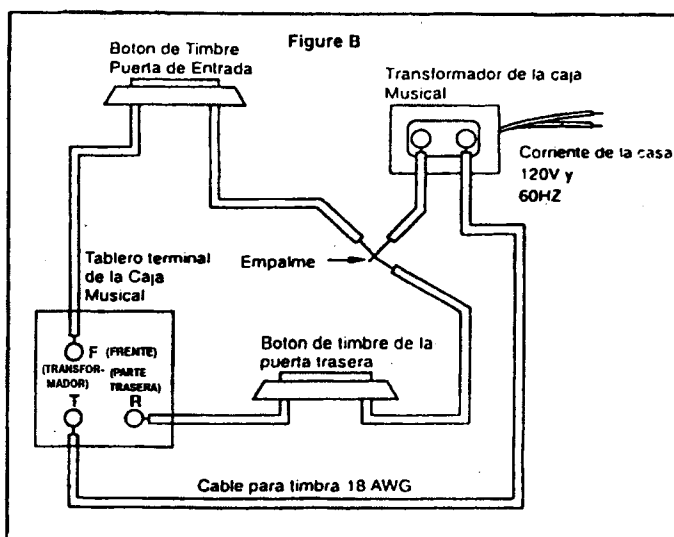 Figure B
Boton de Timbre
Puerta de Entrada
Transformador de la caja
Musical
Corriente de la casa
120V y
60HZ
Empalme
Tablero terminal
de la Caja
Musical
F (FRENTE)
(TRANSFOR-
MADOR)
(PARTE
TRASERA)
T
R
Boton de timbre de la
puerta trasera
Cable para timbra 18 AWG